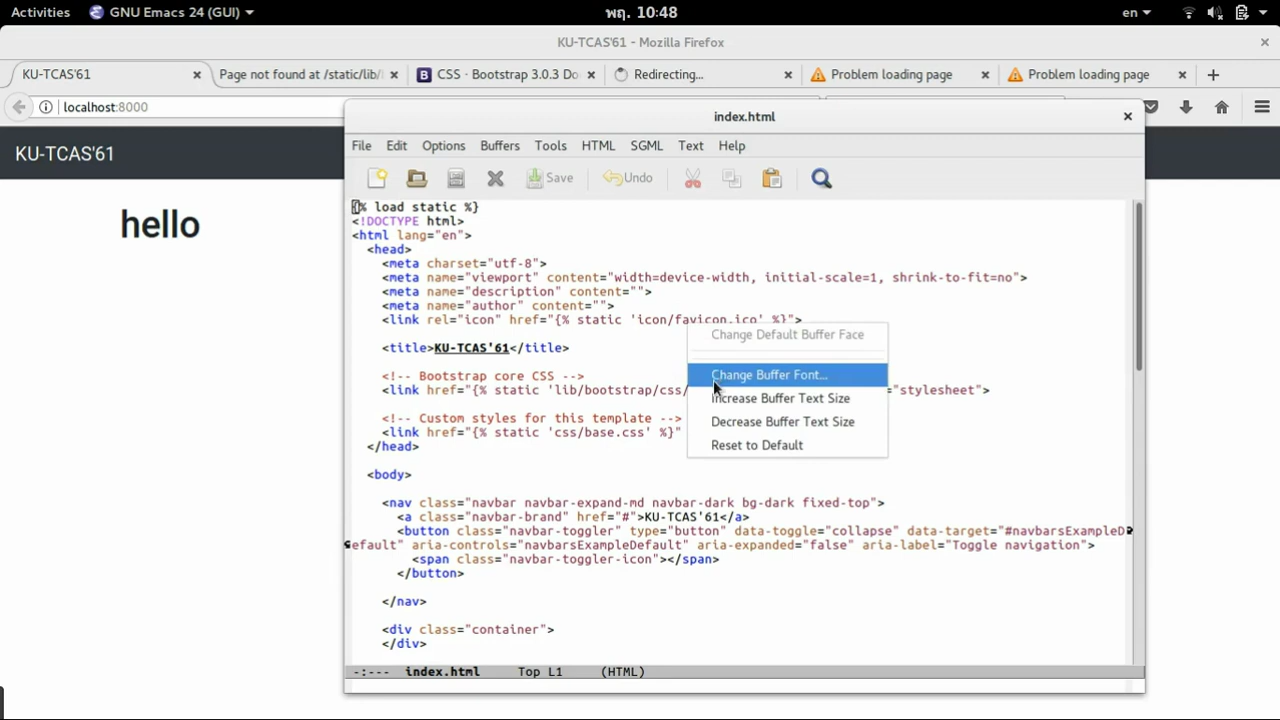 Activities GNU Emacs 24 (GUI) พฤ. 10:48 en
KU-TCAS'61 - Mozilla Firefox
KU-TCAS'61 Page not found at /static/lib/ CSS · Bootstrap 3.0.3 Do Redirecting... Problem loading page Problem loading page
localhost:8000
index.html
KU-TCAS'61
File Edit Options Buffers Tools HTML SGML Text Help
Save Undo
hello
{% load static %}
<!DOCTYPE html>
<html lang="en">
<head>
<meta charset="utf-8">
<meta name="viewport" content="width=device-width, initial-scale=1, shrink-to-fit=no">
<meta name="description" content="">
<meta name="author" content="">
<link rel="icon" href="{% static 'icon/favicon.ico' %}">
<title>KU-TCAS'61</title>
<!-- Bootstrap core CSS -->
<link href="{% static 'lib/bootstrap/css/ ="stylesheet">
<!-- Custom styles for this template -->
<link href="{% static 'css/base.css' %}"
</head>
Change Default Buffer Face
Change Buffer Font...
Increase Buffer Text Size
Decrease Buffer Text Size
Reset to Default
<body>
<nav class="navbar navbar-expand-md navbar-dark bg-dark fixed-top">
<a class="navbar-brand" href="#">KU-TCAS'61</a>
<button class="navbar-toggler" type="button" data-toggle="collapse" data-target="#navbarsExampleD
efault" aria-controls="navbarsExampleDefault" aria-expanded="false" aria-label="Toggle navigation">
<span class="navbar-toggler-icon"></span>
</button>
</nav>
<div class="container">
</div>
-:--- index.html Top L1 (HTML)